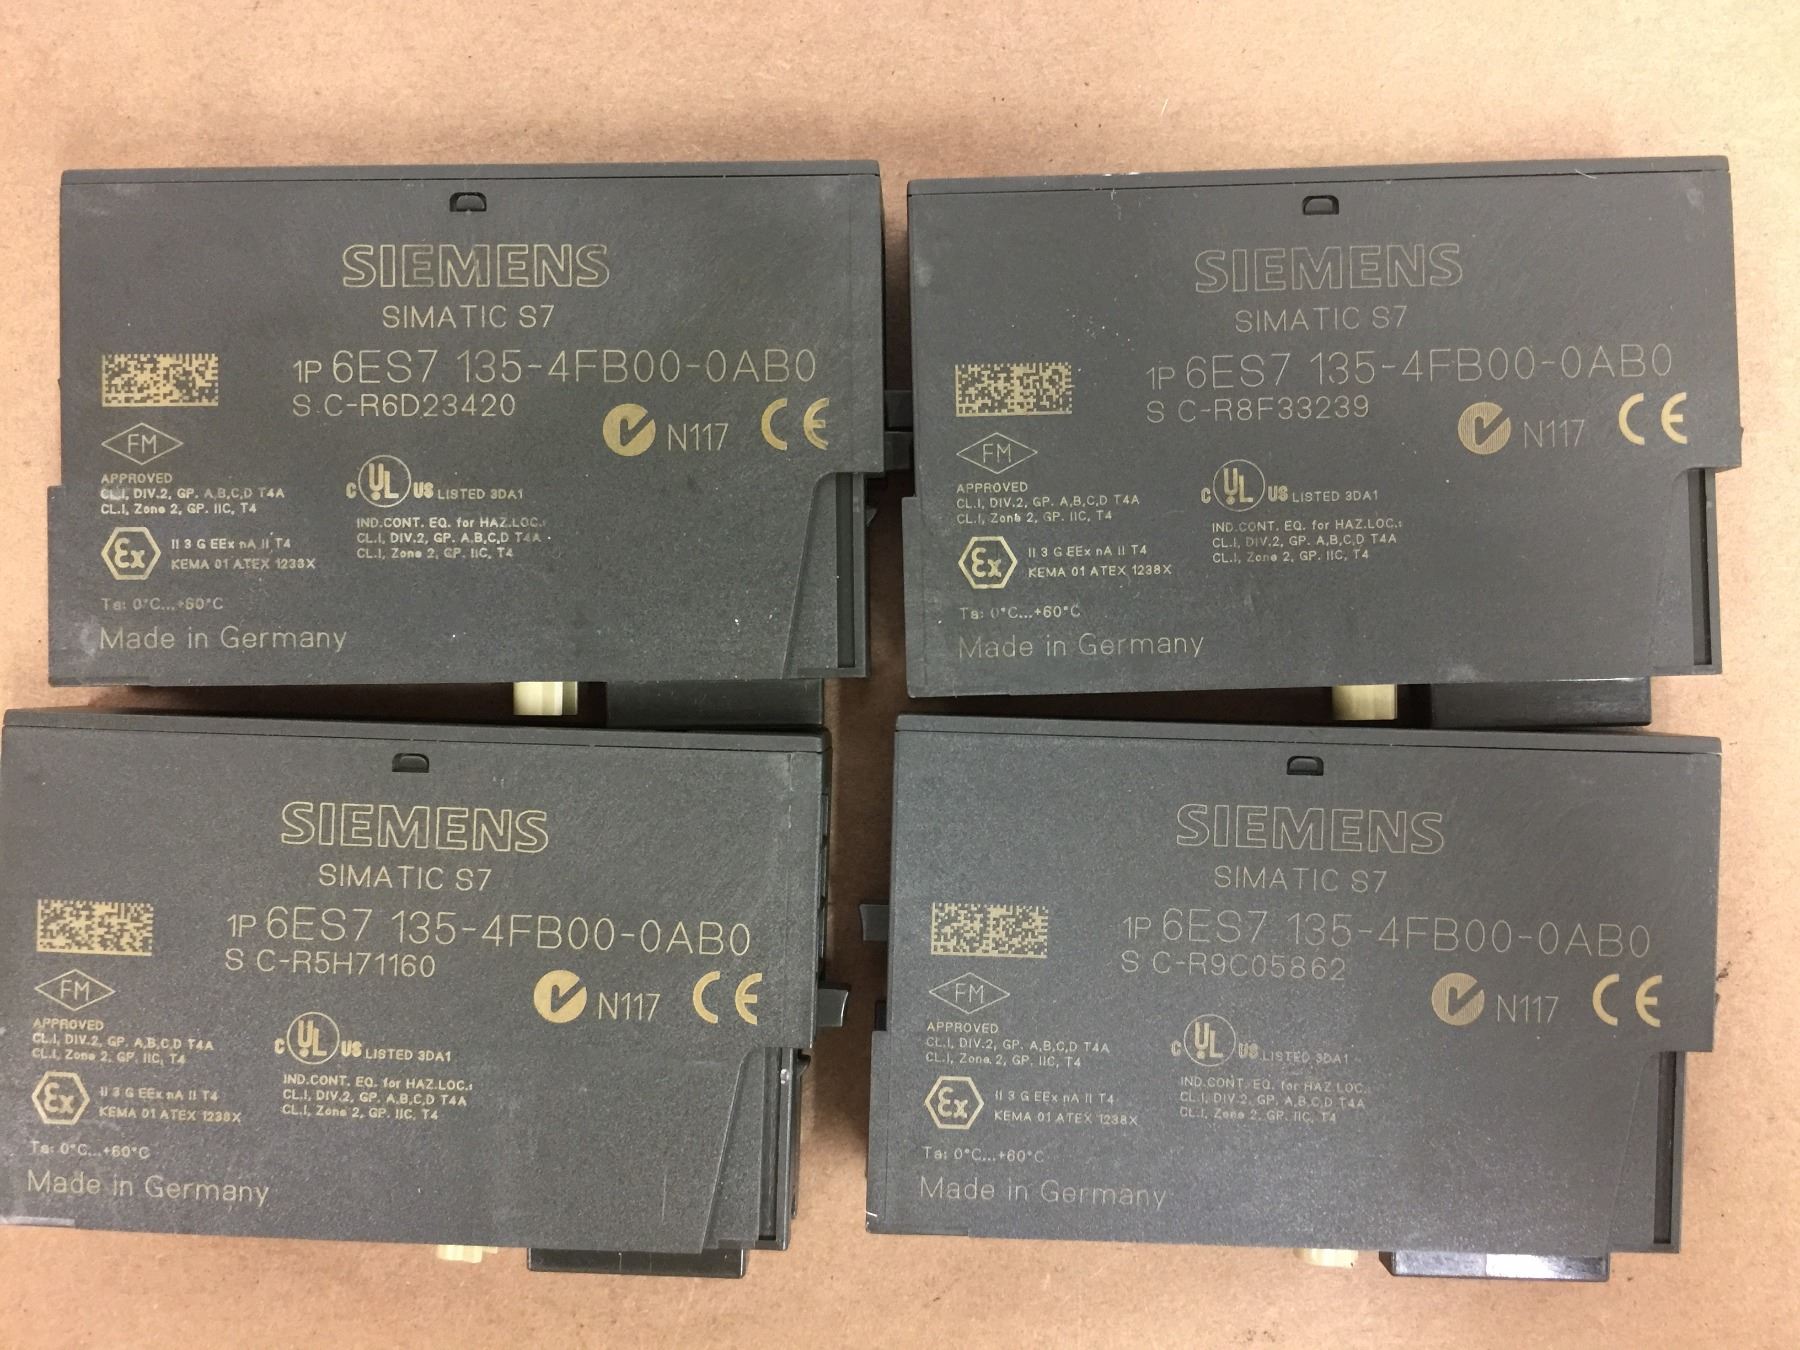 SIEMENS
SIMATIC S7
1P 6ES7 135-4FB00-0AB0
S C-R6D23420
N117 CE
FM
APPROVED
CL.I, DIV.2, GP. A,B,C,D T4A
CL.I, Zone 2, GP. IIC, T4
c UL US LISTED 3DA1
IND.CONT. EQ. for HAZ.LOC.:
CL.I, DIV.2, GP. A,B,C,D T4A
CL.I, Zone 2, GP. IIC, T4
Ex II 3 G EEx nA II T4
KEMA 01 ATEX 1238X
Ta: 0°C...+60°C
Made in Germany
SIEMENS
SIMATIC S7
1P 6ES7 135-4FB00-0AB0
S C-R8F33239
N117 CE
FM
APPROVED
CL.I, DIV.2, GP. A,B,C,D T4A
CL.I, Zone 2, GP. IIC, T4
c UL US LISTED 3DA1
IND.CONT. EQ. for HAZ.LOC.:
CL.I, DIV.2, GP. A,B,C,D T4A
CL.I, Zone 2, GP. IIC, T4
Ex II 3 G EEx nA II T4
KEMA 01 ATEX 1238X
Ta: 0°C...+60°C
Made in Germany
SIEMENS
SIMATIC S7
1P 6ES7 135-4FB00-0AB0
S C-R5H71160
N117 CE
FM
APPROVED
CL.I, DIV.2, GP. A,B,C,D T4A
CL.I, Zone 2, GP. IIC, T4
c UL US LISTED 3DA1
IND.CONT. EQ. for HAZ.LOC.:
CL.I, DIV.2, GP. A,B,C,D T4A
CL.I, Zone 2, GP. IIC, T4
Ex II 3 G EEx nA II T4
KEMA 01 ATEX 1238X
Ta: 0°C...+60°C
Made in Germany
SIEMENS
SIMATIC S7
1P 6ES7 135-4FB00-0AB0
S C-R9C05862
N117 CE
FM
APPROVED
CL.I, DIV.2, GP. A,B,C,D T4A
CL.I, Zone 2, GP. IIC, T4
c UL US LISTED 3DA1
IND.CONT. EQ. for HAZ.LOC.:
CL.I, DIV.2, GP. A,B,C,D T4A
CL.I, Zone 2, GP. IIC, T4
Ex II 3 G EEx nA II T4
KEMA 01 ATEX 1238X
Ta: 0°C...+60°C
Made in Germany